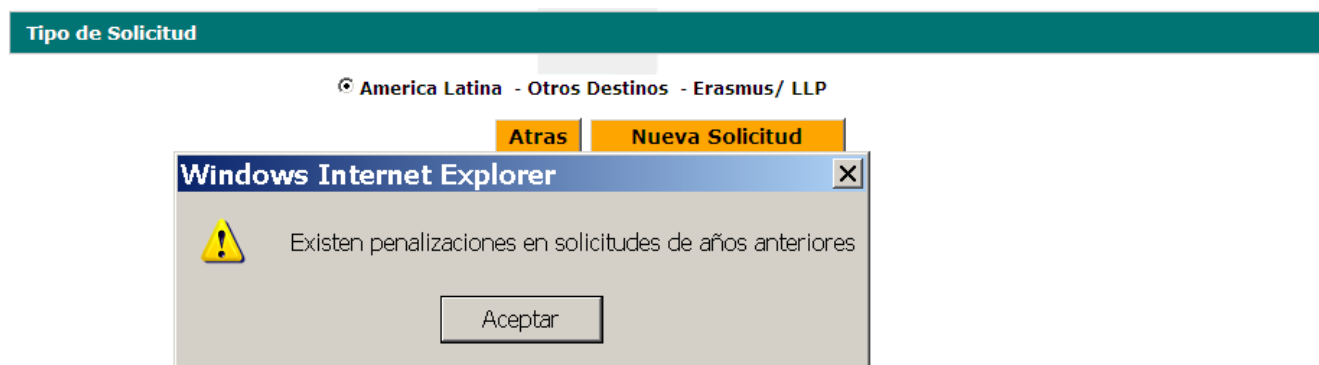 Tipo de Solicitud
America Latina - Otros Destinos - Erasmus/ LLP
Atras Nueva Solicitud
Windows Internet Explorer
Existen penalizaciones en solicitudes de años anteriores
Aceptar